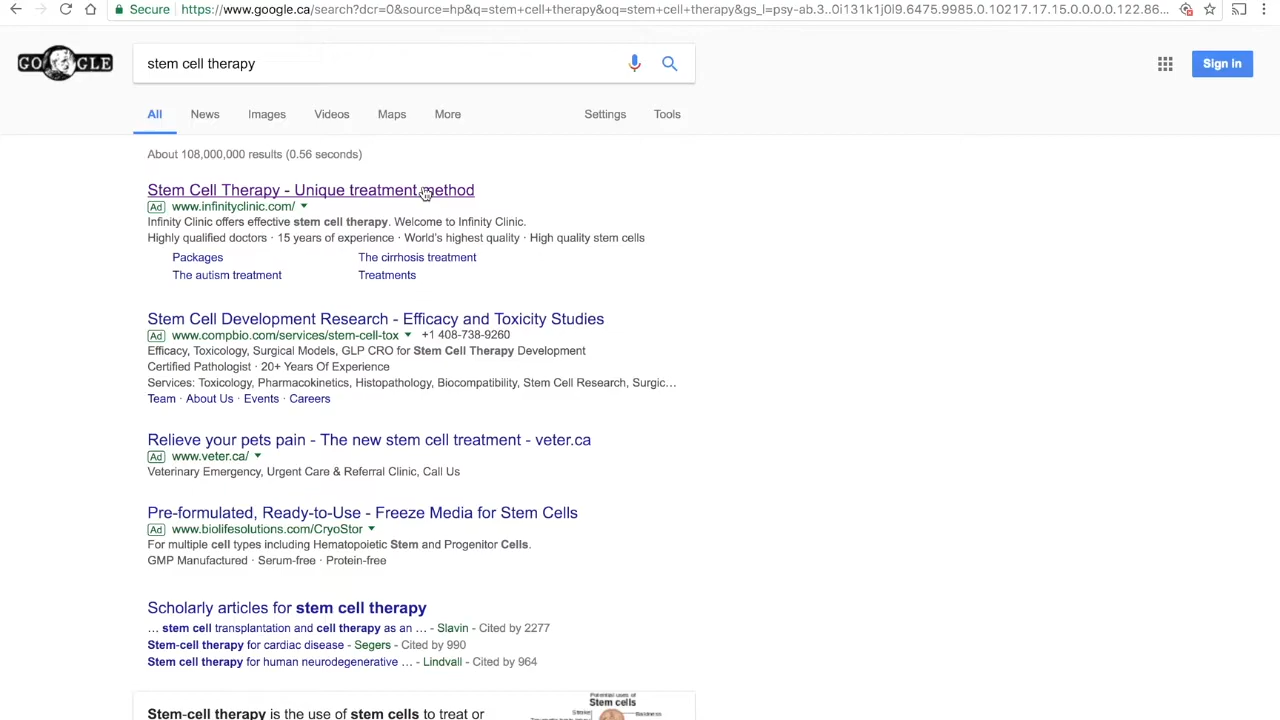 Secure https://www.google.ca/search?dcr=0&source=hp&q=stem+cell+therapy&oq=stem+cell+therapy&gs_l=psy-ab.3..0i131k1j0l9.6475.9985.0.10217.17.15.0.0.0.0.122.86...
GOOGLE
stem cell therapy
Sign in
All News Images Videos Maps More Settings Tools
About 108,000,000 results (0.56 seconds)
Stem Cell Therapy - Unique treatment method
Ad www.infinityclinic.com/
Infinity Clinic offers effective stem cell therapy. Welcome to Infinity Clinic.
Highly qualified doctors · 15 years of experience · World's highest quality · High quality stem cells
Packages The cirrhosis treatment
The autism treatment Treatments
Stem Cell Development Research - Efficacy and Toxicity Studies
Ad www.compbio.com/services/stem-cell-tox +1 408-738-9260
Efficacy, Toxicology, Surgical Models, GLP CRO for Stem Cell Therapy Development
Certified Pathologist · 20+ Years Of Experience
Services: Toxicology, Pharmacokinetics, Histopathology, Biocompatibility, Stem Cell Research, Surgic...
Team · About Us · Events · Careers
Relieve your pets pain - The new stem cell treatment - veter.ca
Ad www.veter.ca/
Veterinary Emergency, Urgent Care & Referral Clinic, Call Us
Pre-formulated, Ready-to-Use - Freeze Media for Stem Cells
Ad www.biolifesolutions.com/CryoStor
For multiple cell types including Hematopoietic Stem and Progenitor Cells.
GMP Manufactured · Serum-free · Protein-free
Scholarly articles for stem cell therapy
... stem cell transplantation and cell therapy as an ... - Slavin - Cited by 2277
Stem-cell therapy for cardiac disease - Segers - Cited by 990
Stem cell therapy for human neurodegenerative ... - Lindvall - Cited by 964
Stem-cell therapy is the use of stem cells to treat or
Potential uses of
Stem cells
Stroke
Baldness